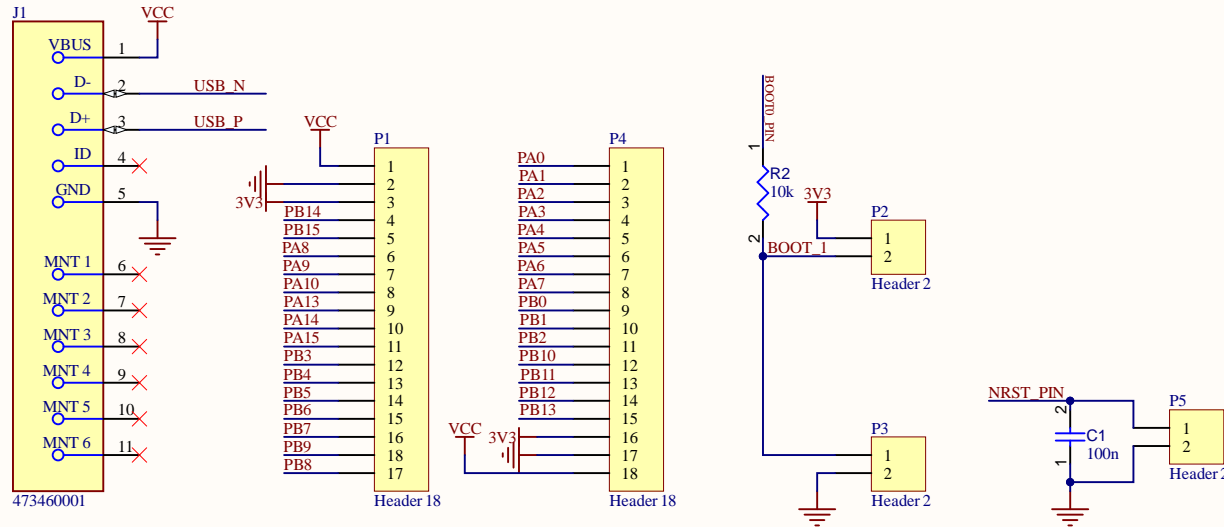 J1
VCC
VBUS 1
D- 2 USB_N
D+ 3 USB_P
ID 4
GND 5
MNT 1 6
MNT 2 7
MNT 3 8
MNT 4 9
MNT 5 10
MNT 6 11
473460001
VCC
P1
1
2
3V3 3
PB14 4
PB15 5
PA8 6
PA9 7
PA10 8
PA13 9
PA14 10
PA15 11
PB3 12
PB4 13
PB5 14
PB6 15
PB7 16
PB9 18
PB8 17
Header 18
P4
PA0 1
PA1 2
PA2 3
PA3 4
PA4 5
PA5 6
PA6 7
PA7 8
PB0 9
PB1 10
PB2 11
PB10 12
PB11 13
PB12 14
PB13 15
3V3 16
17
VCC 18
Header 18
BOOT0_PIN
1
R2
10k
2
3V3
P2
1
BOOT_1 2
Header 2
P3
1
2
Header 2
NRST_PIN
2
C1
100n
1
P5
1
2
Header 2